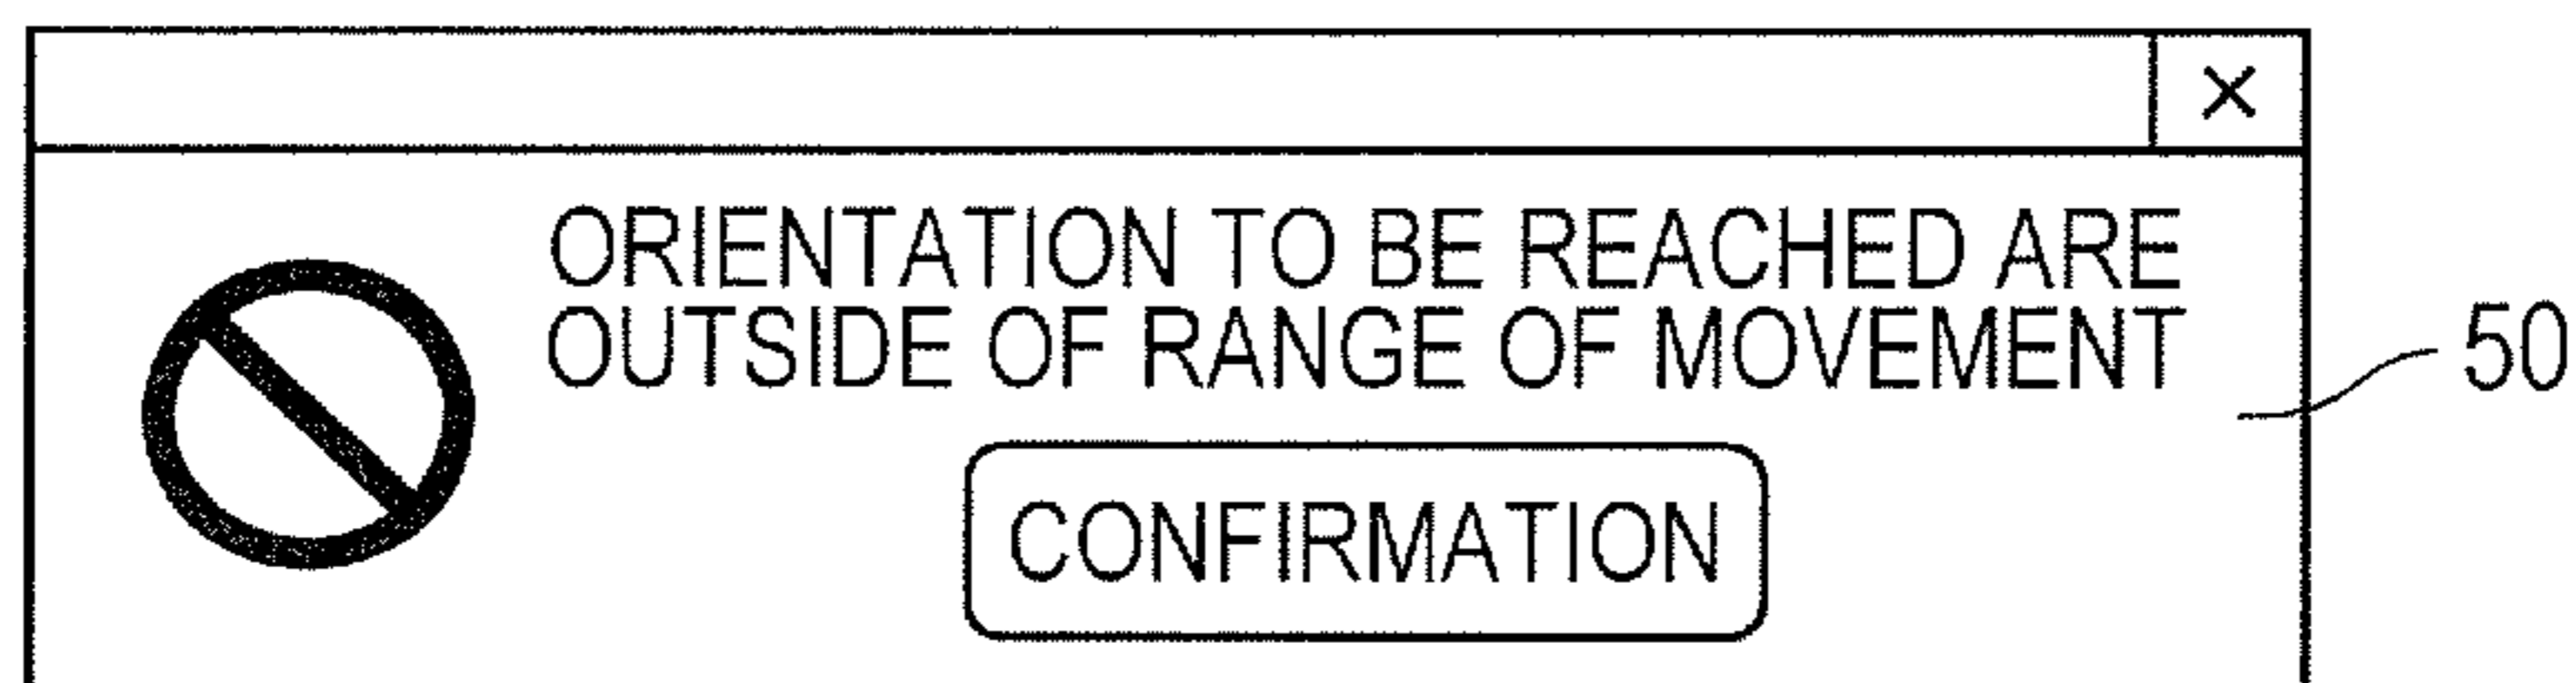 ×
ORIENTATION TO BE REACHED ARE
OUTSIDE OF RANGE OF MOVEMENT
50
CONFIRMATION